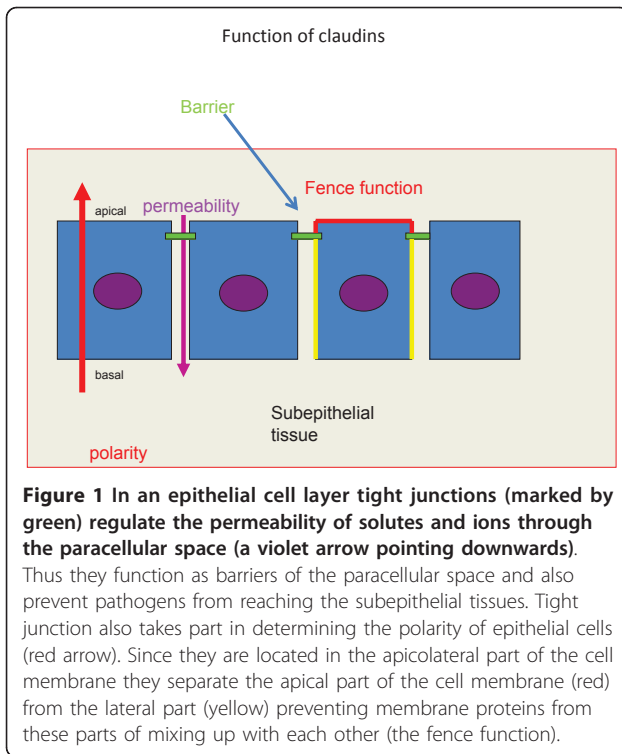 Function of claudins
Barrier
Fence function
apical
permeability
basal
Subepithelial
tissue
polarity
Figure 1 In an epithelial cell layer tight junctions (marked by
green) regulate the permeability of solutes and ions through
the paracellular space (a violet arrow pointing downwards).
Thus they function as barriers of the paracellular space and also
prevent pathogens from reaching the subepithelial tissues. Tight
junction also takes part in determining the polarity of epithelial cells
(red arrow). Since they are located in the apicolateral part of the cell
membrane they separate the apical part of the cell membrane (red)
from the lateral part (yellow) preventing membrane proteins from
these parts of mixing up with each other (the fence function).